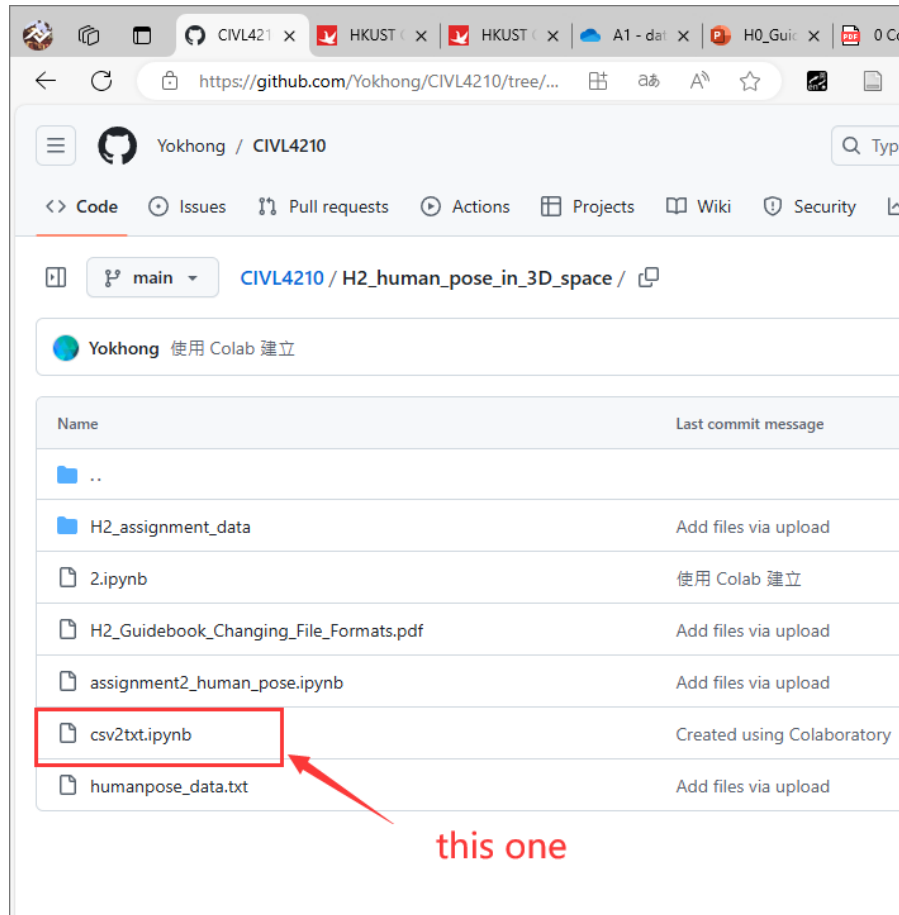 CIVL421 HKUST HKUST A1 - dat H0_Guid 0 Co
https://github.com/Yokhong/CIVL4210/tree/...
Yokhong / CIVL4210 Typ
Code Issues Pull requests Actions Projects Wiki Security
main CIVL4210 / H2_human_pose_in_3D_space /
Yokhong 使用 Colab 建立
Name Last commit message
..
H2_assignment_data Add files via upload
2.ipynb 使用 Colab 建立
H2_Guidebook_Changing_File_Formats.pdf Add files via upload
assignment2_human_pose.ipynb Add files via upload
csv2txt.ipynb Created using Colaboratory
humanpose_data.txt Add files via upload
this one